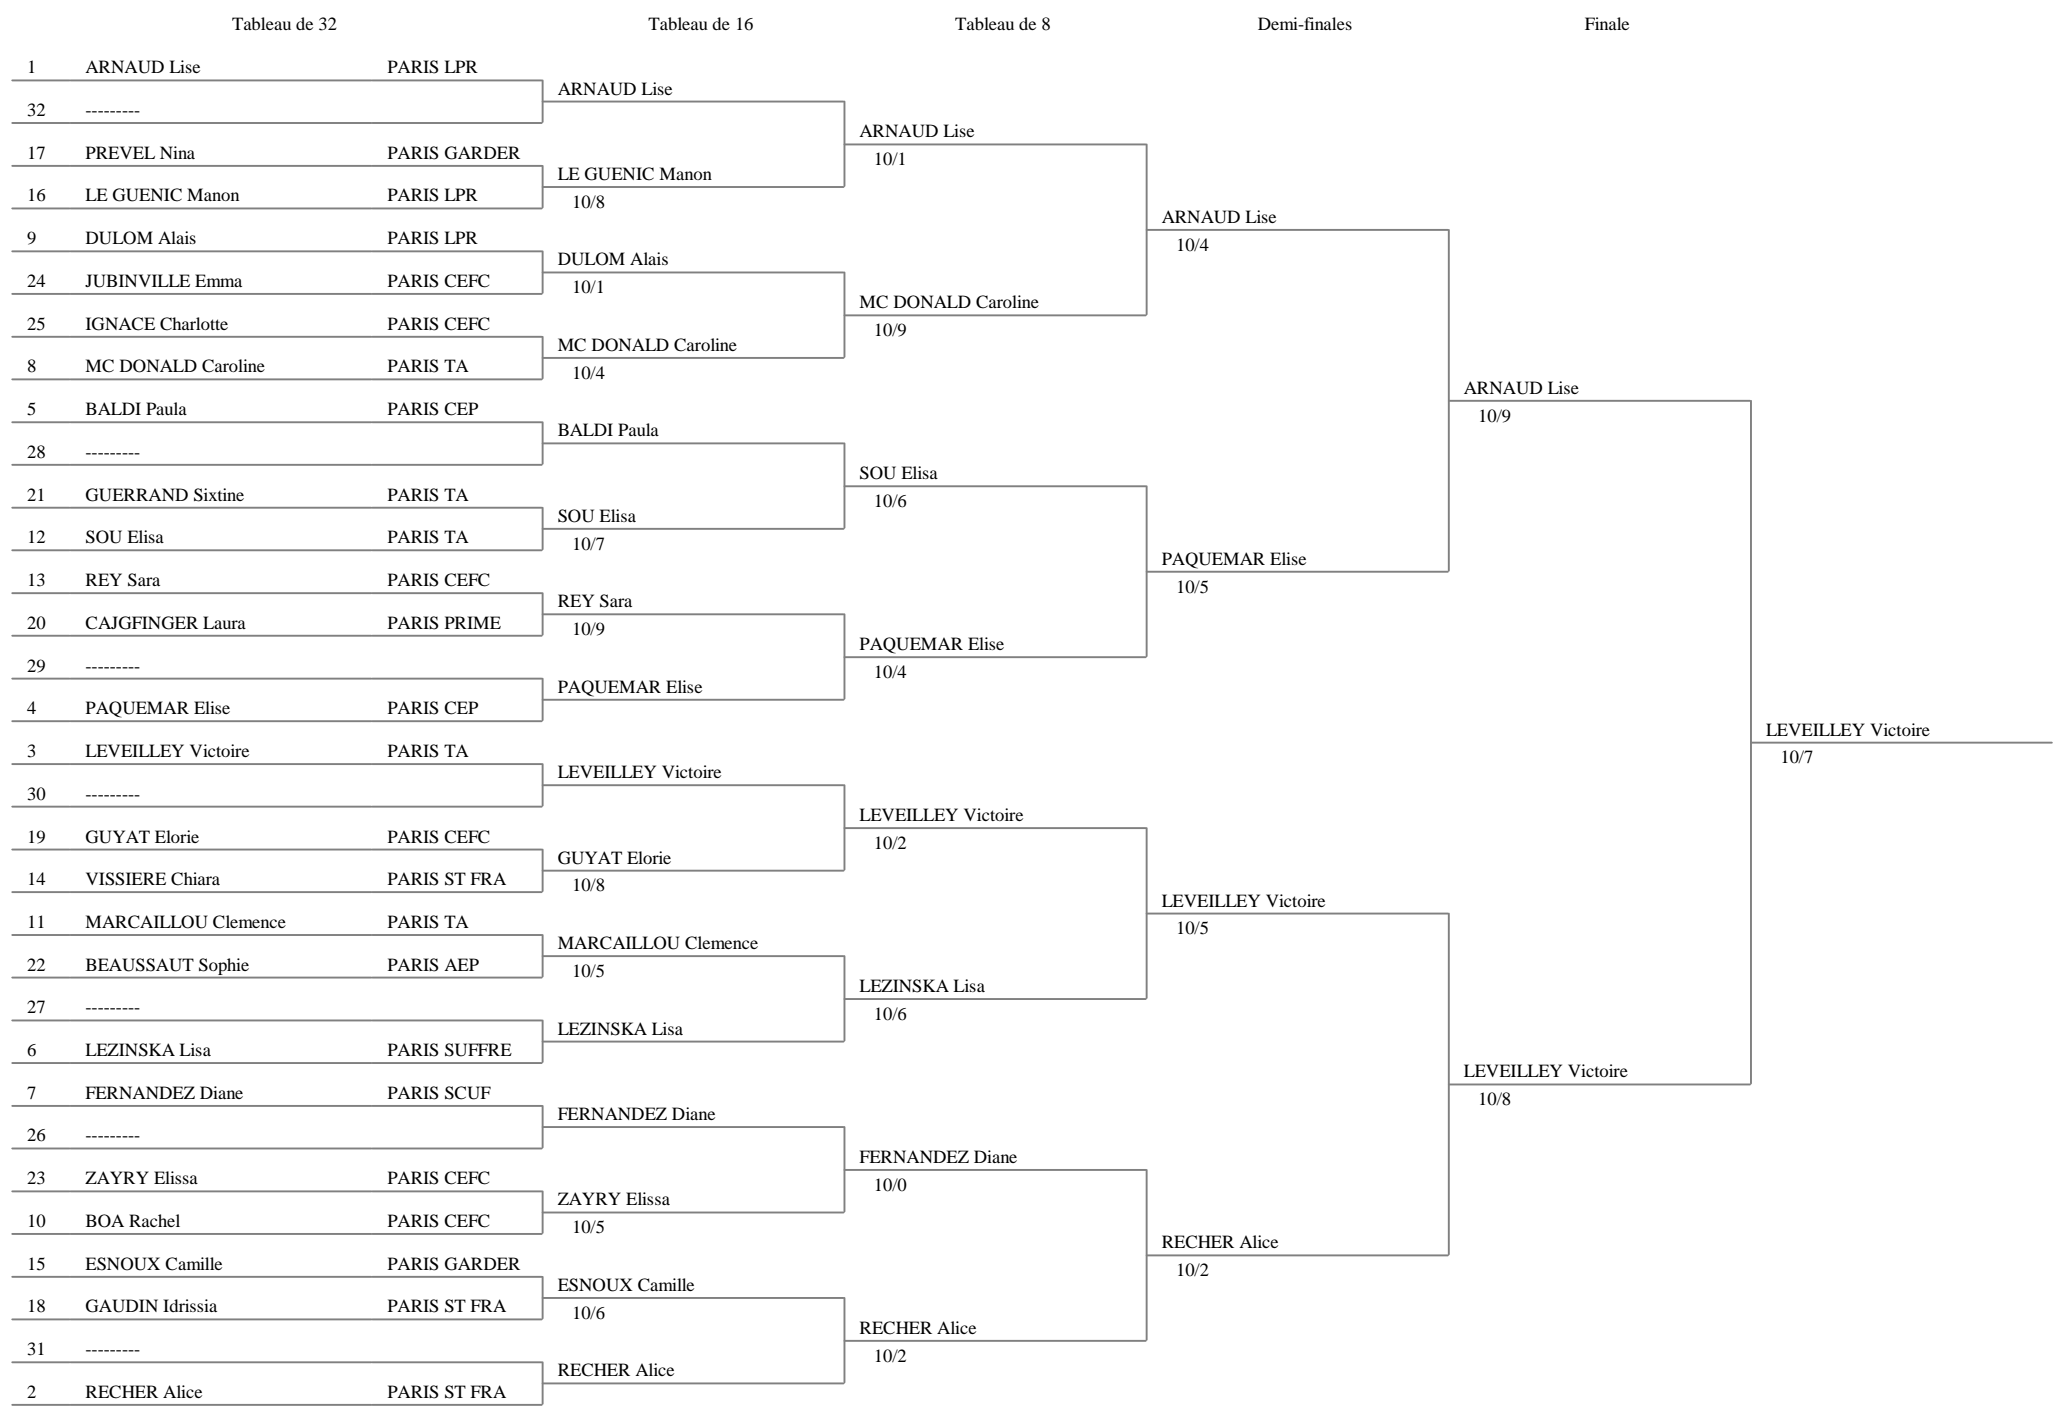 Tableau de 32 Tableau de 16 Tableau de 8 Demi-finales Finale
1 ARNAUD Lise PARIS LPR
ARNAUD Lise
32 ---------
ARNAUD Lise
10/1
17 PREVEL Nina PARIS GARDER
LE GUENIC Manon
10/8
16 LE GUENIC Manon PARIS LPR
ARNAUD Lise
10/4
9 DULOM Alais PARIS LPR
DULOM Alais
10/1
24 JUBINVILLE Emma PARIS CEFC
MC DONALD Caroline
10/9
25 IGNACE Charlotte PARIS CEFC
MC DONALD Caroline
10/4
8 MC DONALD Caroline PARIS TA
ARNAUD Lise
10/9
5 BALDI Paula PARIS CEP
BALDI Paula
28 ---------
SOU Elisa
10/6
21 GUERRAND Sixtine PARIS TA
SOU Elisa
10/7
12 SOU Elisa PARIS TA
PAQUEMAR Elise
10/5
13 REY Sara PARIS CEFC
REY Sara
10/9
20 CAJGFINGER Laura PARIS PRIME
PAQUEMAR Elise
10/4
29 ---------
PAQUEMAR Elise
4 PAQUEMAR Elise PARIS CEP
LEVEILLEY Victoire
10/7
3 LEVEILLEY Victoire PARIS TA
LEVEILLEY Victoire
30 ---------
LEVEILLEY Victoire
10/2
19 GUYAT Elorie PARIS CEFC
GUYAT Elorie
10/8
14 VISSIERE Chiara PARIS ST FRA
LEVEILLEY Victoire
10/5
11 MARCAILLOU Clemence PARIS TA
MARCAILLOU Clemence
10/5
22 BEAUSSAUT Sophie PARIS AEP
LEZINSKA Lisa
10/6
27 ---------
LEZINSKA Lisa
6 LEZINSKA Lisa PARIS SUFFRE
LEVEILLEY Victoire
10/8
7 FERNANDEZ Diane PARIS SCUF
FERNANDEZ Diane
26 ---------
FERNANDEZ Diane
10/0
23 ZAYRY Elissa PARIS CEFC
ZAYRY Elissa
10/5
10 BOA Rachel PARIS CEFC
RECHER Alice
10/2
15 ESNOUX Camille PARIS GARDER
ESNOUX Camille
10/6
18 GAUDIN Idrissia PARIS ST FRA
RECHER Alice
10/2
31 ---------
RECHER Alice
2 RECHER Alice PARIS ST FRA